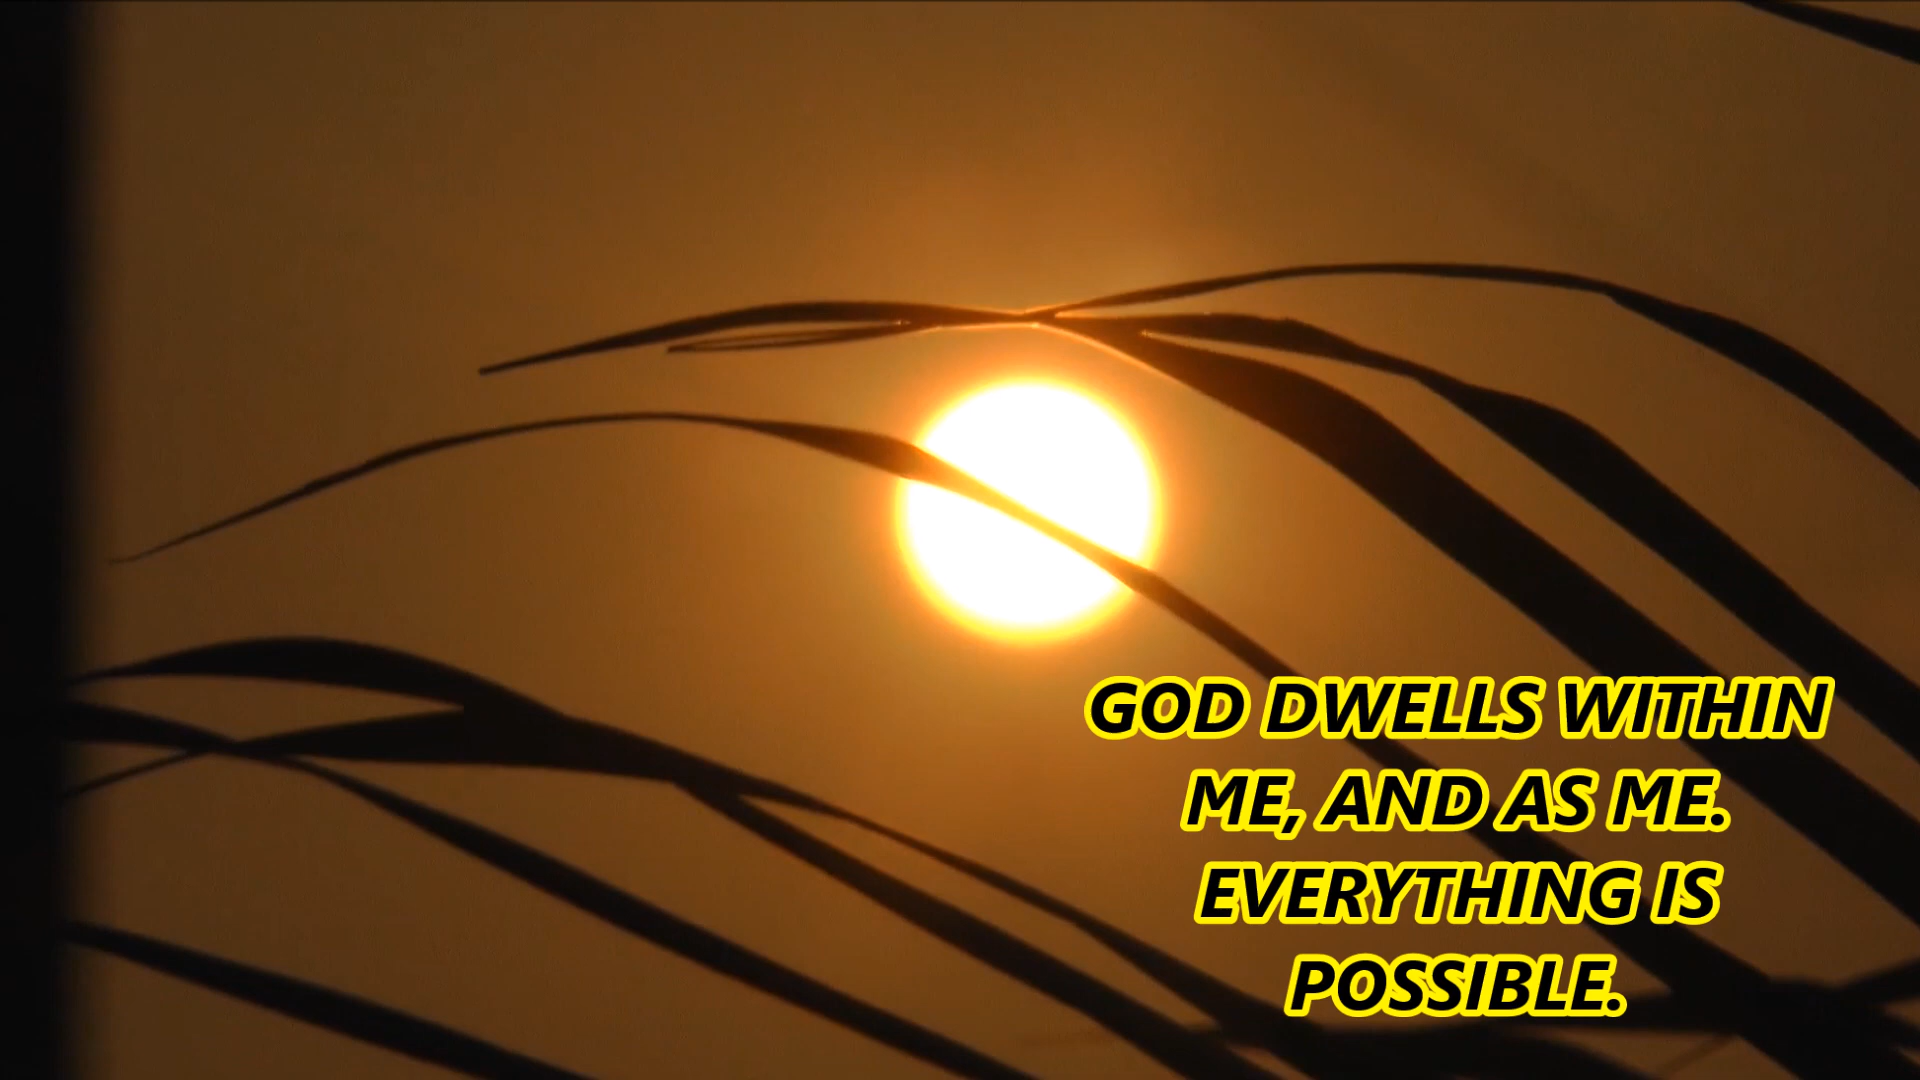 GOD DWELLS WITHIN
ME, AND AS ME.
EVERYTHING IS
POSSIBLE.